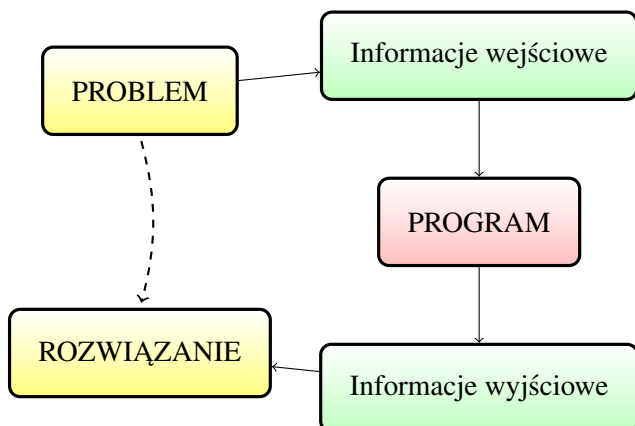 PROBLEM
Informacje wejściowe
PROGRAM
Informacje wyjściowe
ROZWIĄZANIE